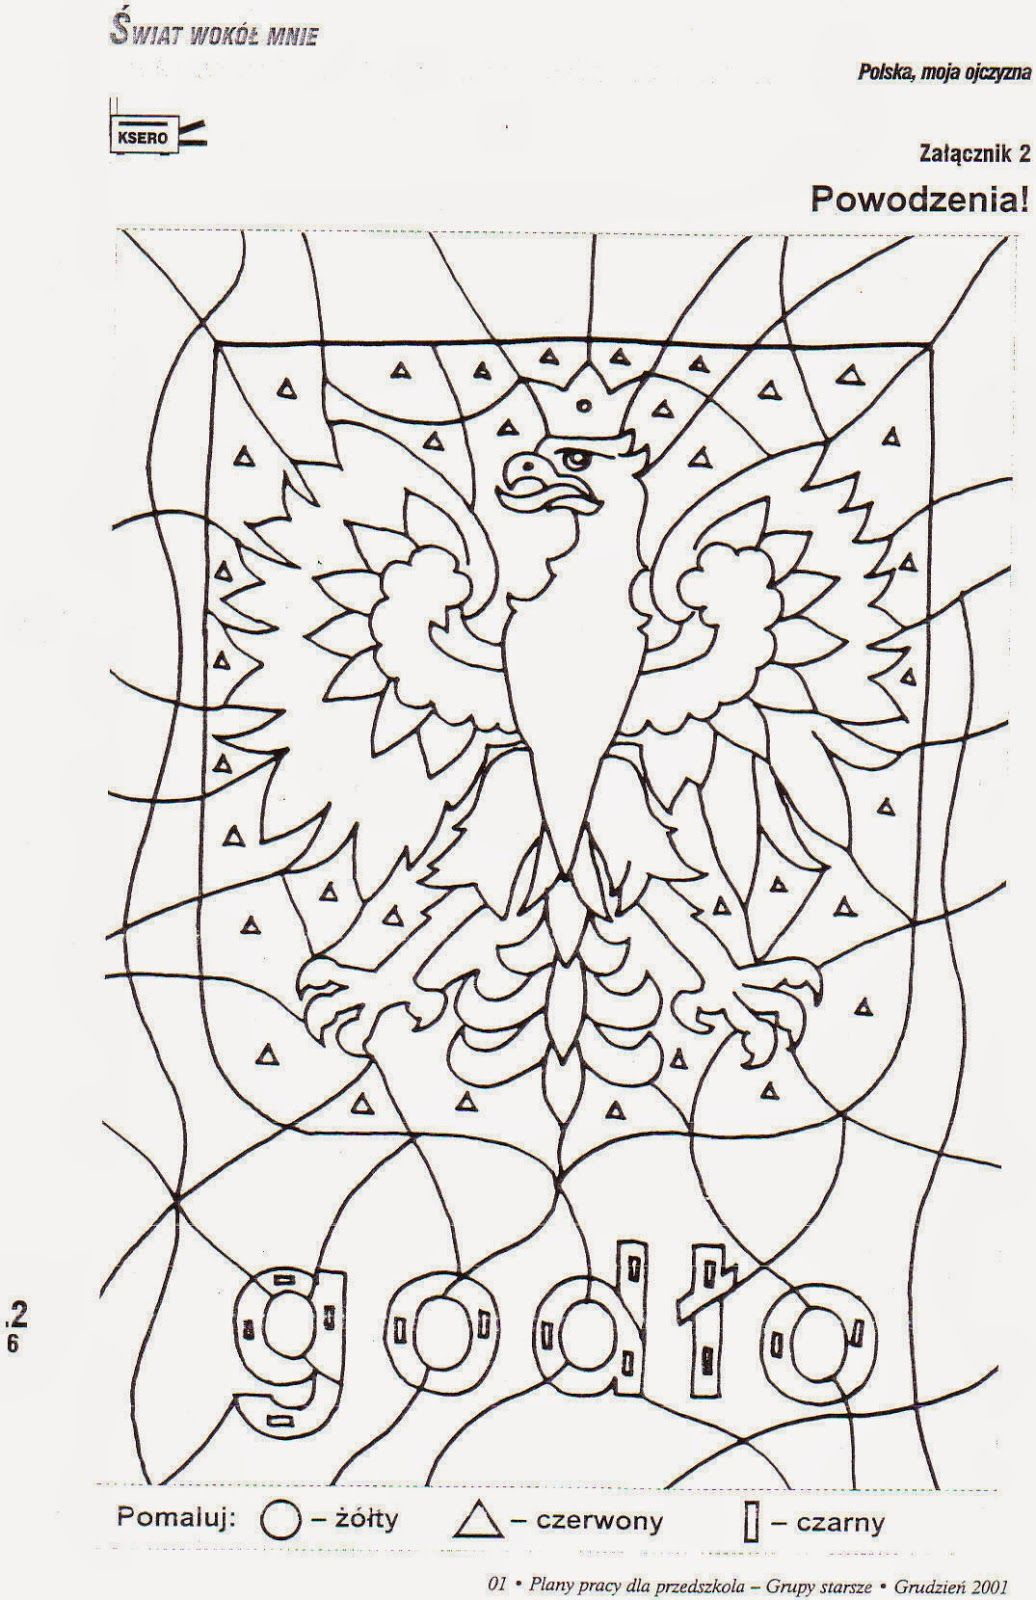 ŚWIAT WOKÓŁ MNIE
Polska, moja ojczyzna
KSERO
Załącznik 2
Powodzenia!
godło
.2
6
Pomaluj: – żółty – czerwony – czarny
01 • Plany pracy dla przedszkola – Grupy starsze • Grudzień 2001